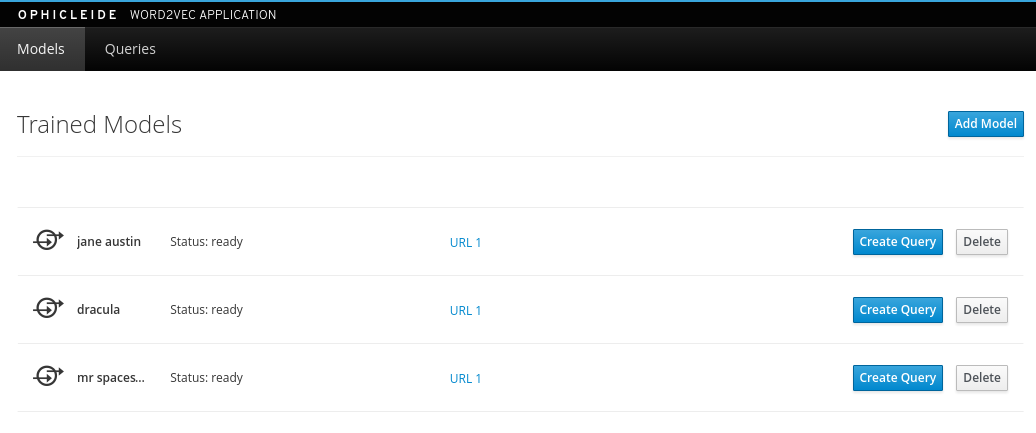 OPHICLEIDE WORD2VEC APPLICATION
Models Queries
Trained Models Add Model
jane austin Status: ready URL 1 Create Query Delete
dracula Status: ready URL 1 Create Query Delete
mr spaces... Status: ready URL 1 Create Query Delete